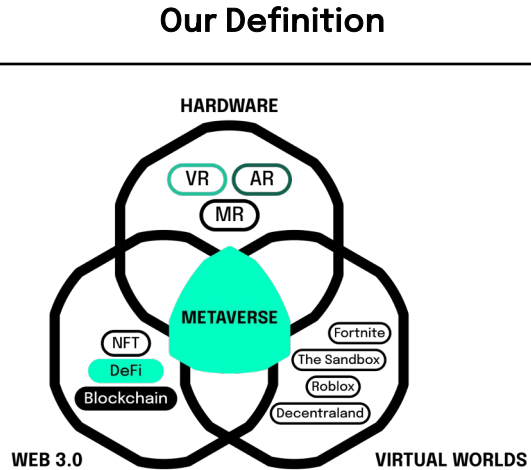 Our Definition
HARDWARE
VR AR
MR
METAVERSE
NFT
DeFi
Blockchain
Fortnite
The Sandbox
Roblox
Decentraland
WEB 3.0
VIRTUAL WORLDS